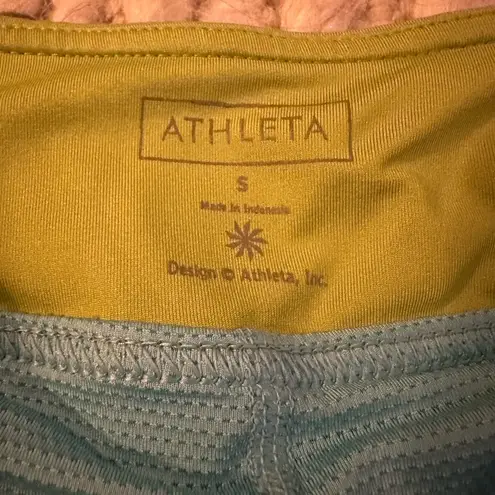 ATHLETA
S
Made in Indonesia
Design © Athleta, Inc.